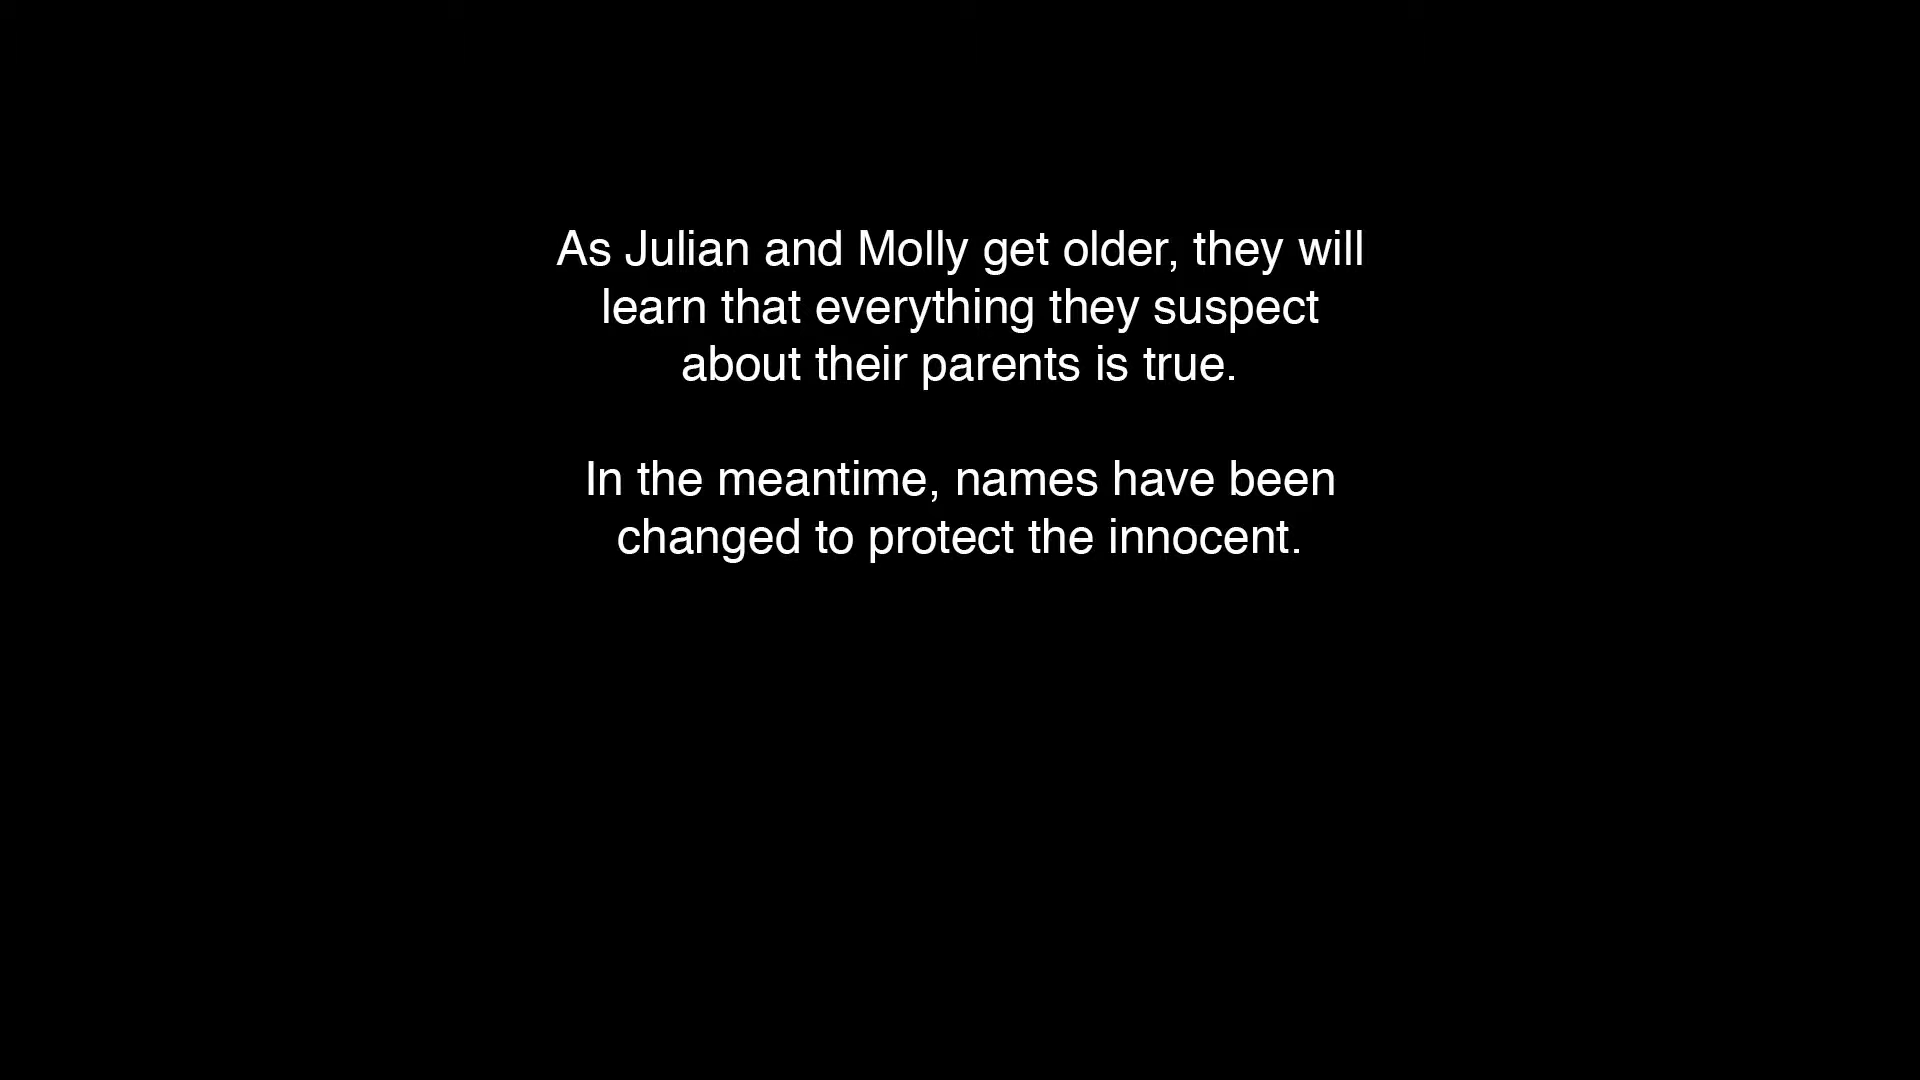 As Julian and Molly get older, they will
learn that everything they suspect
about their parents is true.
In the meantime, names have been
changed to protect the innocent.